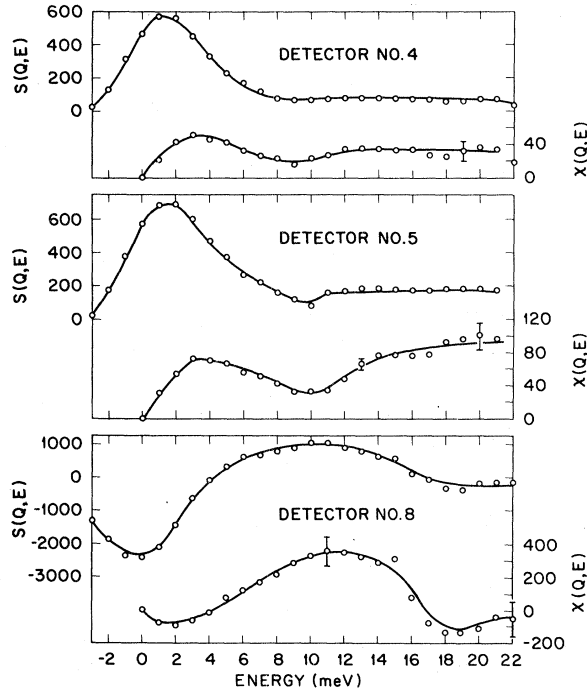 600
400
200
0
S(Q,E)
DETECTOR NO. 4
40
0
χ(Q,E)
600
400
200
0
S(Q,E)
DETECTOR NO. 5
120
80
40
0
χ(Q,E)
1000
0
-1000
-2000
-3000
S(Q,E)
DETECTOR NO. 8
400
200
0
-200
χ(Q,E)
-2 0 2 4 6 8 10 12 14 16 18 20 22
ENERGY (meV)